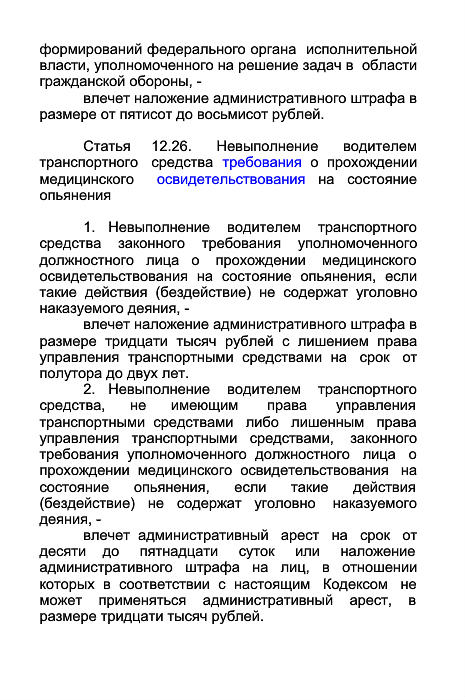 формирований федерального органа исполнительной
власти, уполномоченного на решение задач в области
гражданской обороны, -
влечет наложение административного штрафа в
размере от пятисот до восьмисот рублей.
Статья 12.26. Невыполнение водителем
транспортного средства требования о прохождении
медицинского освидетельствования на состояние
опьянения
1. Невыполнение водителем транспортного
средства законного требования уполномоченного
должностного лица о прохождении медицинского
освидетельствования на состояние опьянения, если
такие действия (бездействие) не содержат уголовно
наказуемого деяния, -
влечет наложение административного штрафа в
размере тридцати тысяч рублей с лишением права
управления транспортными средствами на срок от
полутора до двух лет.
2. Невыполнение водителем транспортного
средства, не имеющим права управления
транспортными средствами либо лишенным права
управления транспортными средствами, законного
требования уполномоченного должностного лица о
прохождении медицинского освидетельствования на
состояние опьянения, если такие действия
(бездействие) не содержат уголовно наказуемого
деяния, -
влечет административный арест на срок от
десяти до пятнадцати суток или наложение
административного штрафа на лиц, в отношении
которых в соответствии с настоящим Кодексом не
может применяться административный арест, в
размере тридцати тысяч рублей.